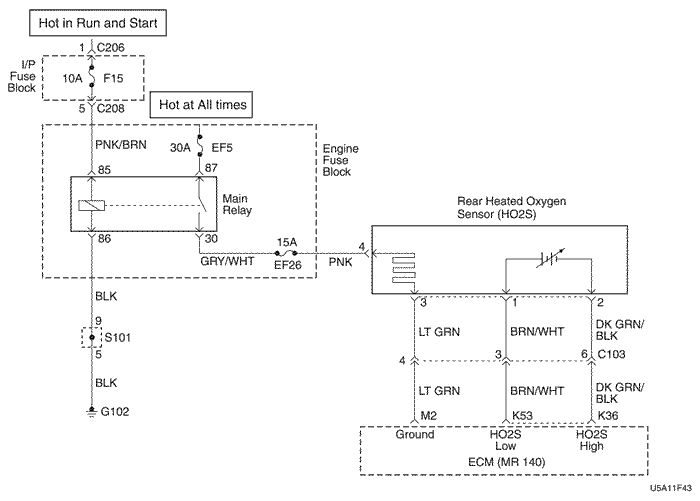 Hot in Run and Start
1 C206
I/P
Fuse
Block
10A F15
5 C208
Hot at All times
PNK/BRN
30A EF5
Engine
Fuse
Block
85
87
Main
Relay
86
30
15A
GRY/WHT
EF26
PNK
4
Rear Heated Oxygen
Sensor (HO2S)
3
1
2
BLK
9
S101
5
BLK
G102
LT GRN
BRN/WHT
DK GRN/
BLK
4
3
6 C103
LT GRN
BRN/WHT
DK GRN/
BLK
M2
K53
K36
Ground
HO2S
Low
HO2S
High
ECM (MR 140)
U5A11F43